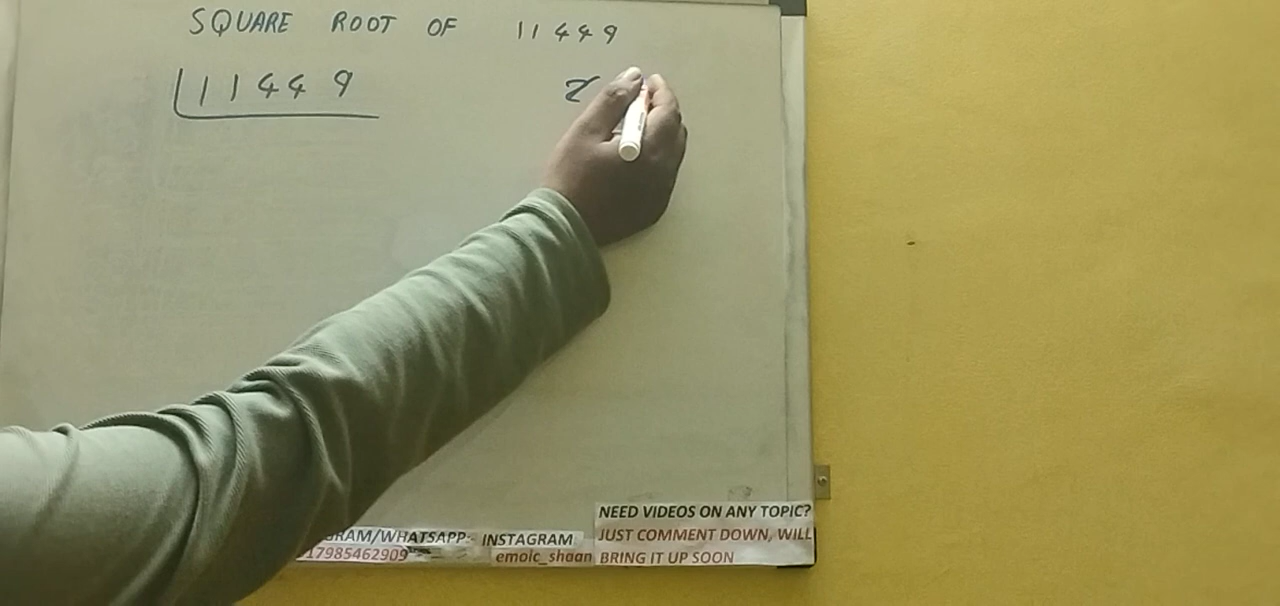 SQUARE ROOT OF 11449
11449
NEED VIDEOS ON ANY TOPIC?
JUST COMMENT DOWN, WILL
BRING IT UP SOON
GRAM/WHATSAPP:- INSTAGRAM
17985462909 emoic_shaan